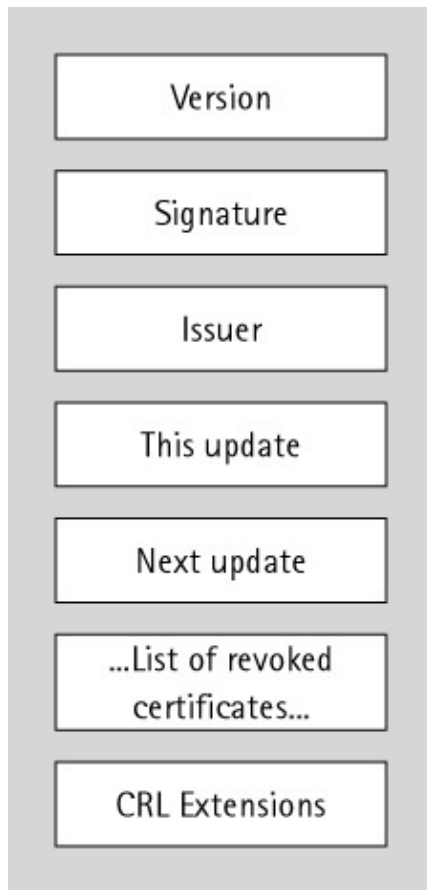 Version
Signature
Issuer
This update
Next update
...List of revoked
certificates...
CRL Extensions